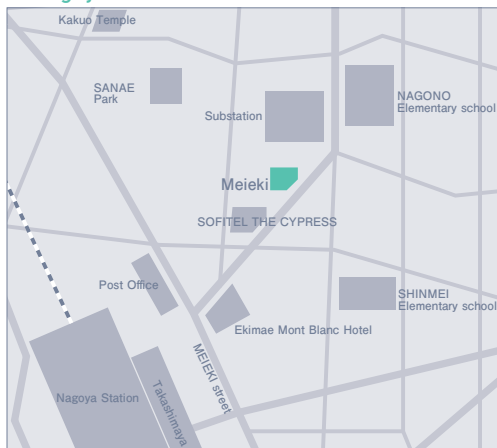 Kakuo Temple
SANAE
Park
NAGONO
Elementary school
Substation
Meieki
SOFITEL THE CYPRESS
Post Office
SHINMEI
Elementary school
Ekimae Mont Blanc Hotel
MEIEKI street
Nagoya Station
Takashimaya